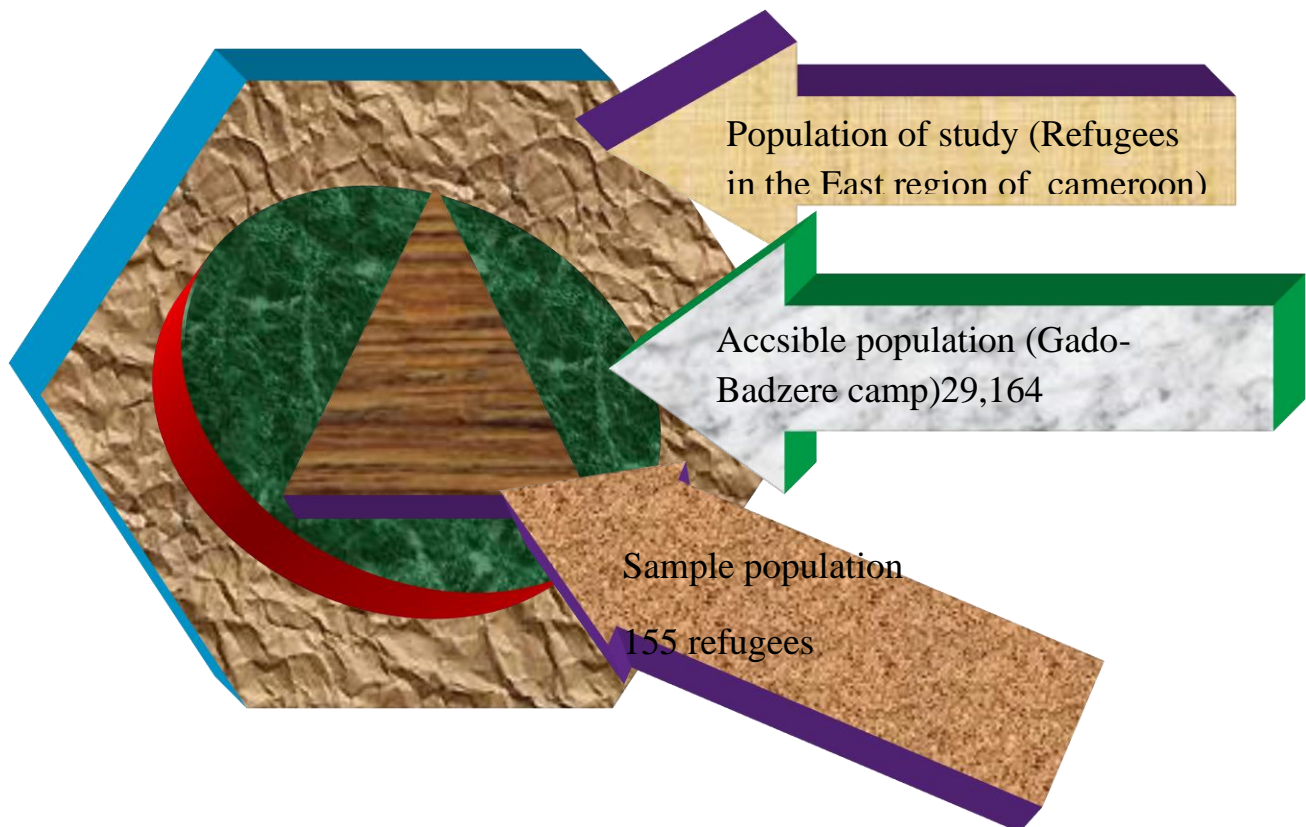 Population of study (Refugees
in the East region of cameroon)
Accsible population (Gado-
Badzere camp)29,164
Sample population
155 refugees